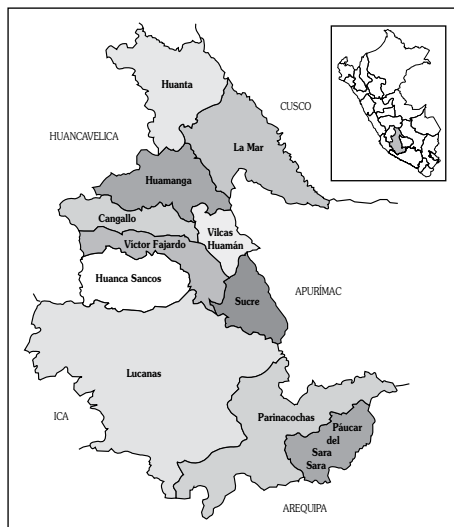 Huanta
CUSCO
HUANCAVELICA
La Mar
Huamanga
Cangallo
Vilcas
Huamán
Víctor Fajardo
Huanca Sancos
APURÍMAC
Sucre
Lucanas
Parinacochas
Páucar
del
Sara
Sara
ICA
AREQUIPA